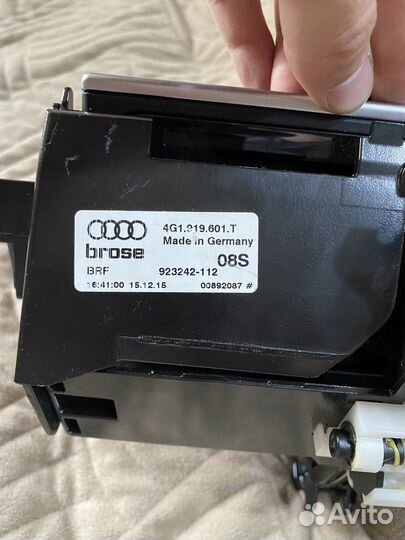 4G1.919.601.T
Made in Germany
brose
08S
BRF 923242-112
16:41:00 15.12.15 00892087 #
Avito